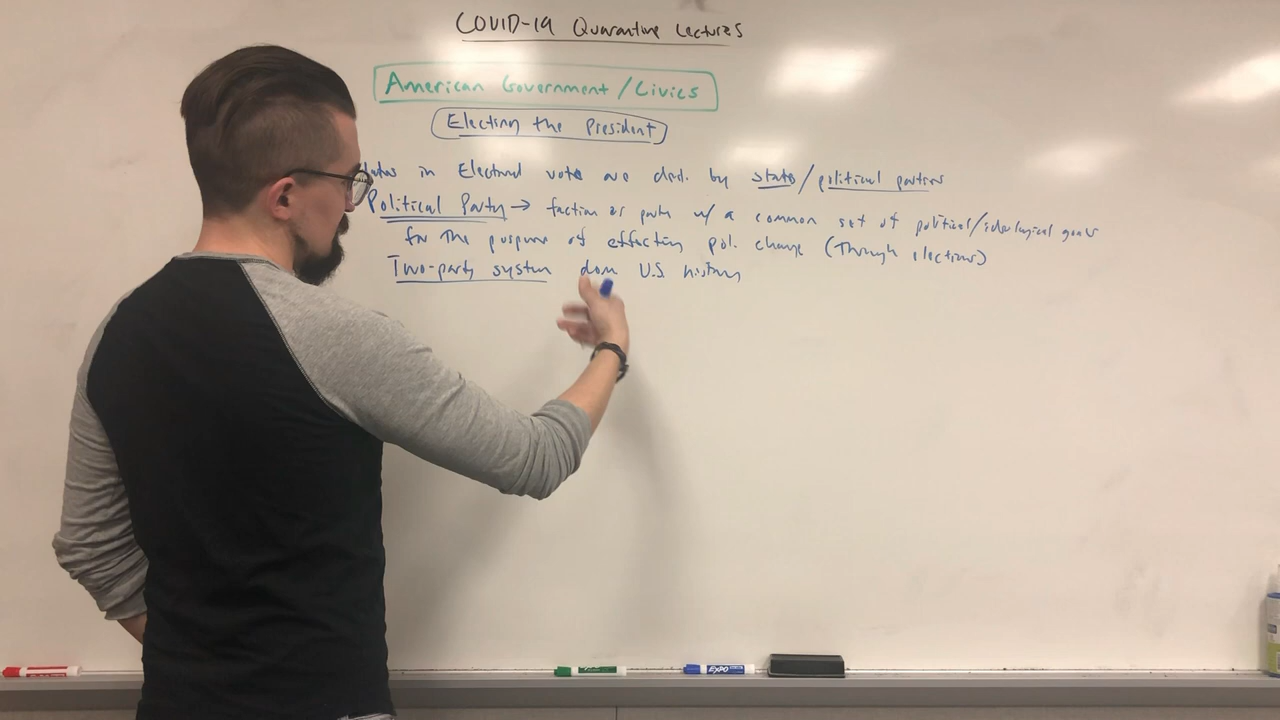 COVID-19 Quarantine Lectures
American Government/Civics
Electing the President
in Electoral vote are det. by state/political parties
Political Party → faction or party w/ a common set of political/ideological goals
for the purpose of effecting pol. change (through elections)
Two-party system dom U.S. history
EXPO